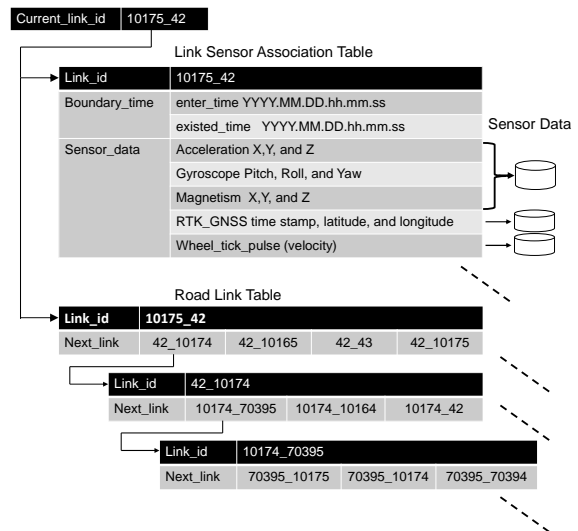 Current_link_id 10175_42
Link Sensor Association Table
Link_id 10175_42
Boundary_time enter_time YYYY.MM.DD.hh.mm.ss
existed_time YYYY.MM.DD.hh.mm.ss
Sensor Data
Sensor_data Acceleration X,Y, and Z
Gyroscope Pitch, Roll, and Yaw
Magnetism X,Y, and Z
RTK_GNSS time stamp, latitude, and longitude
Wheel_tick_pulse (velocity)
Road Link Table
Link_id 10175_42
Next_link 42_10174 42_10165 42_43 42_10175
Link_id 42_10174
Next_link 10174_70395 10174_10164 10174_42
Link_id 10174_70395
Next_link 70395_10175 70395_10174 70395_70394